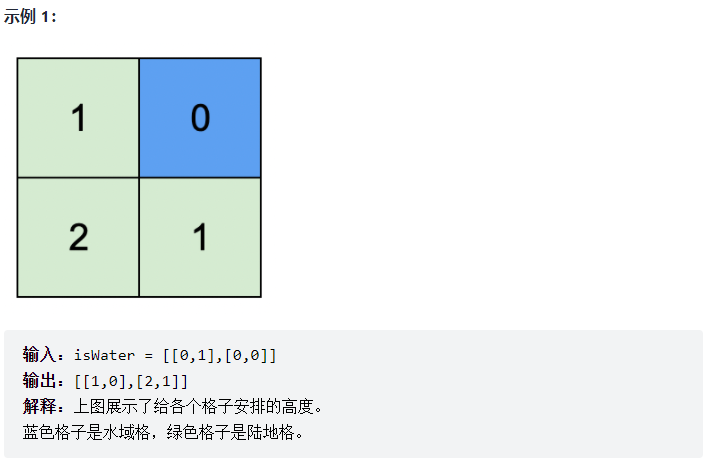 示例 1：
1 0
2 1
输入：isWater = [[0,1],[0,0]]
输出：[[1,0],[2,1]]
解释：上图展示了给各个格子安排的高度。
蓝色格子是水域格，绿色格子是陆地格。